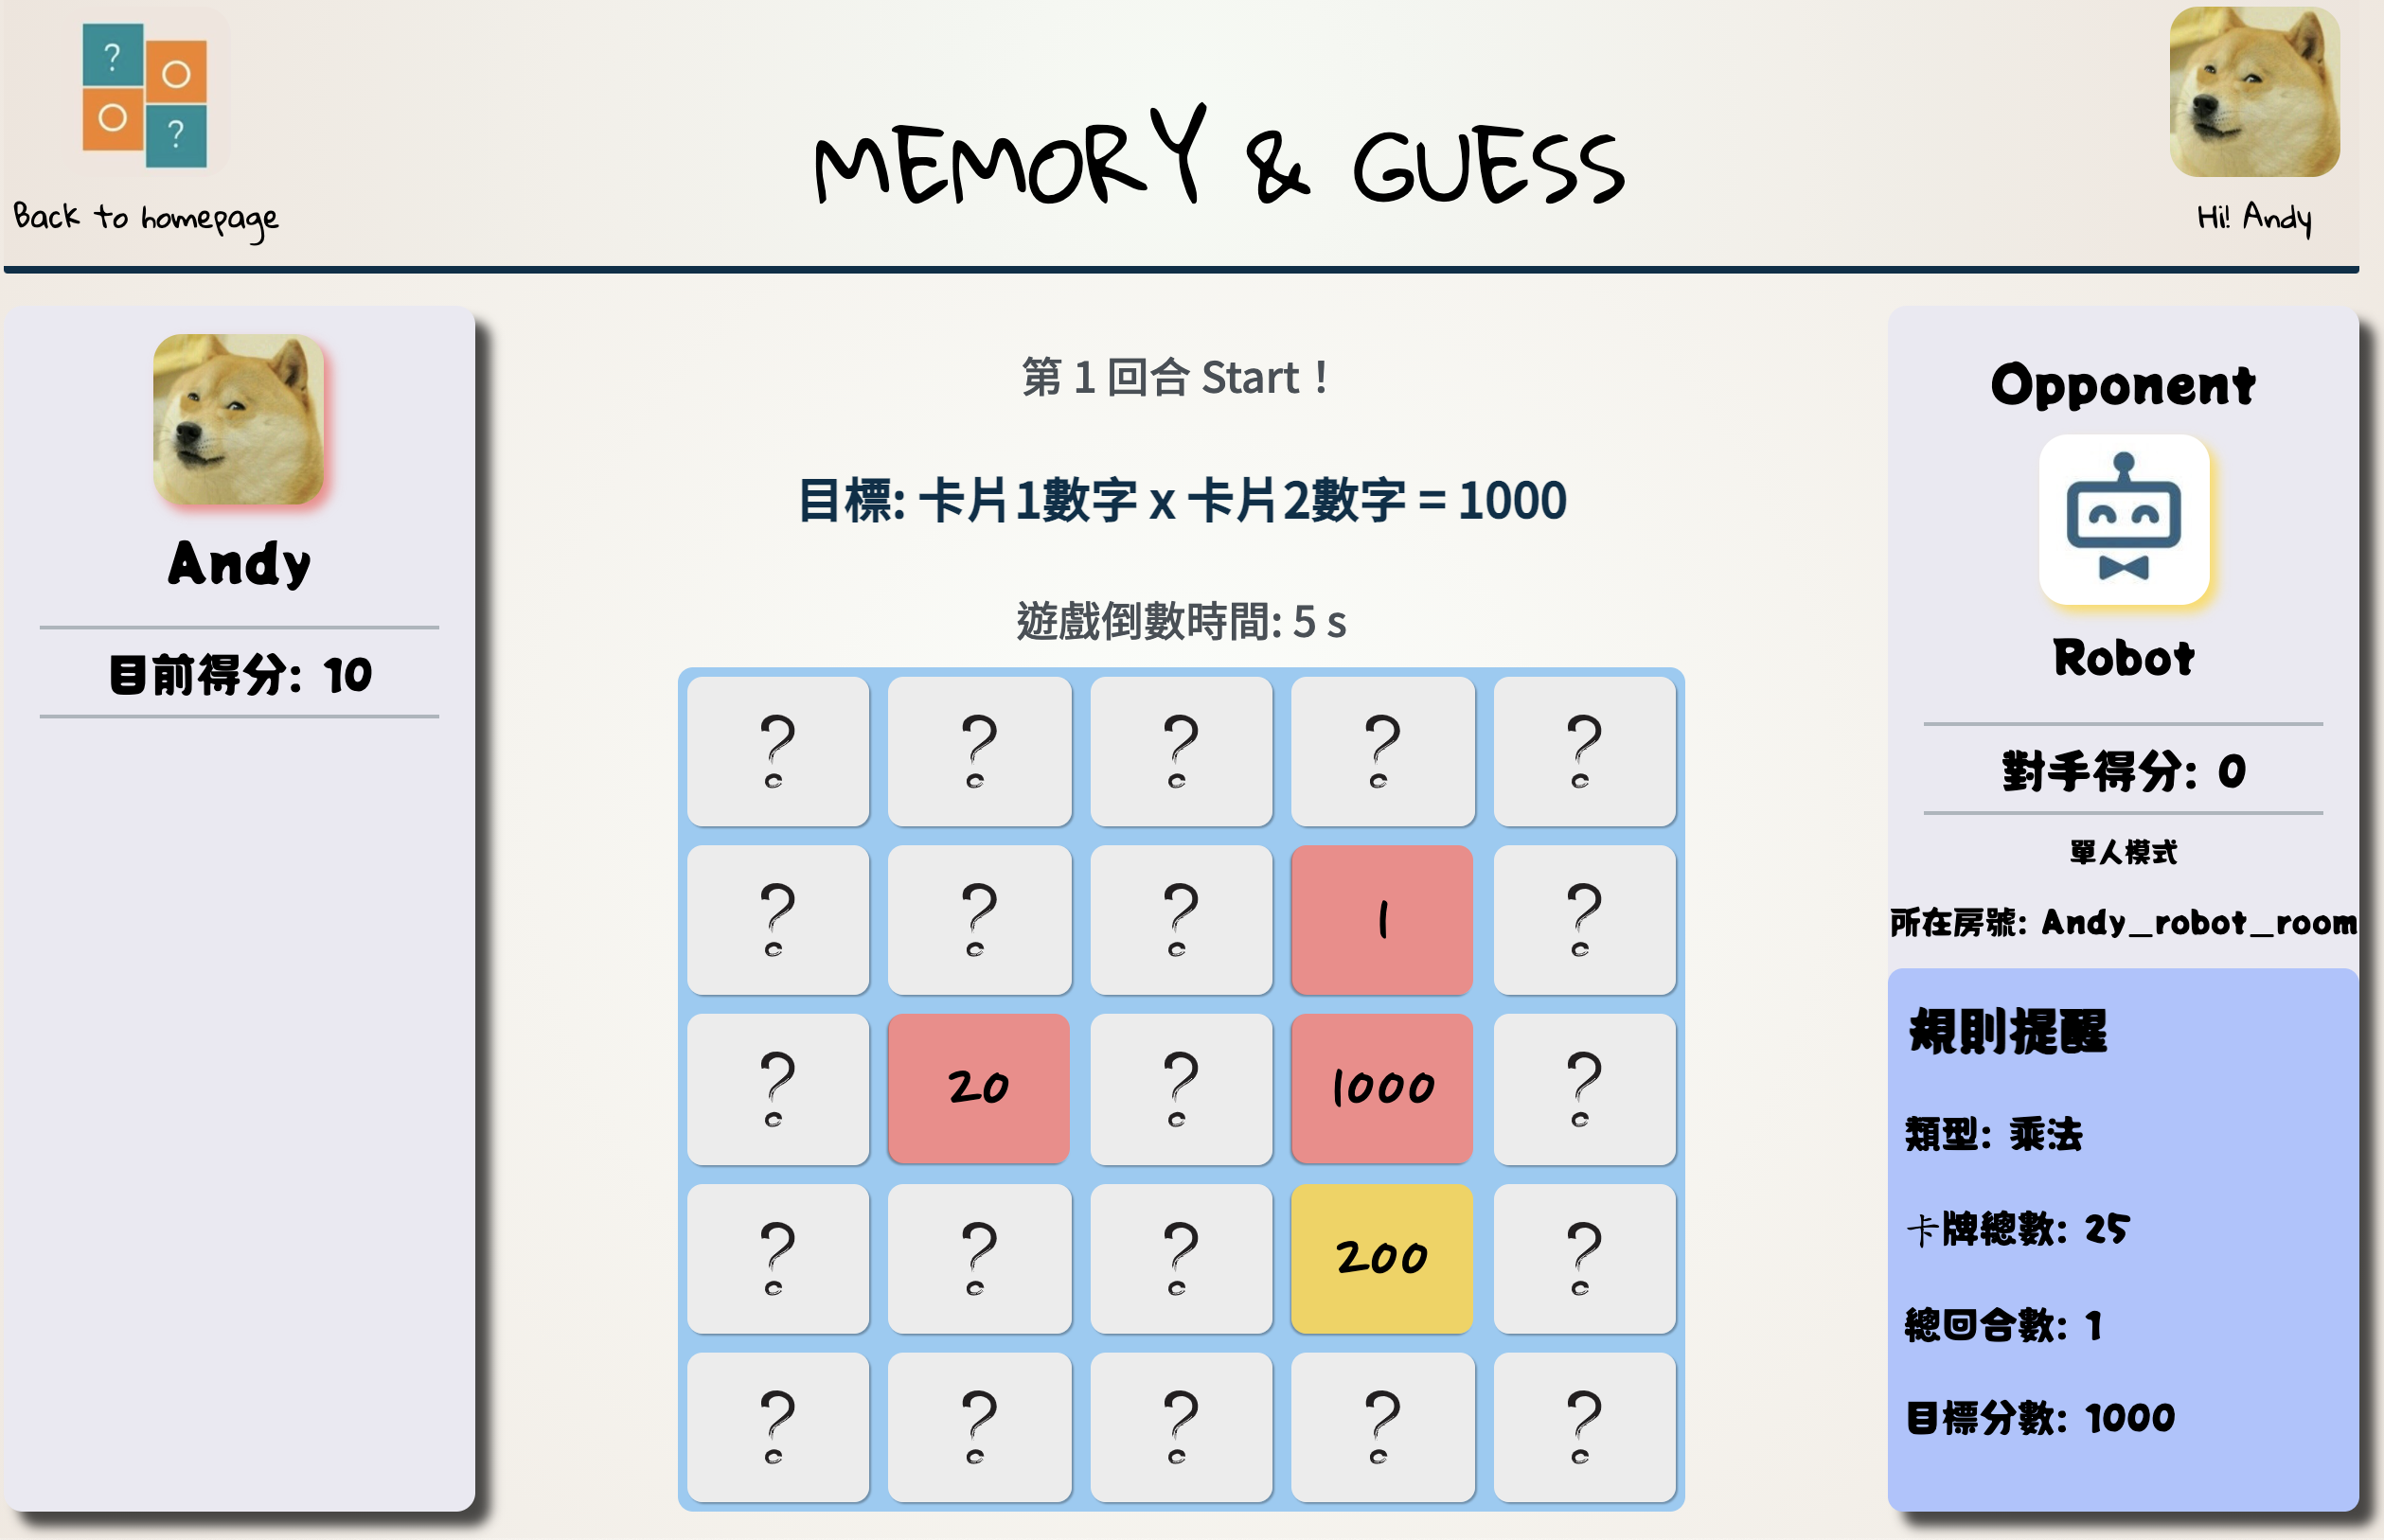 ? O
O ?
Back to homepage
MEMORY & GUESS
Hi! Andy
Andy
目前得分: 10
第 1 回合 Start！
目標: 卡片1數字 x 卡片2數字 = 1000
遊戲倒數時間: 5 s
? ? ? ? ?
? ? ? 1 ?
? 20 ? 1000 ?
? ? ? 200 ?
? ? ? ? ?
Opponent
Robot
對手得分: 0
單人模式
所在房號: Andy_robot_room
規則提醒
類型: 乘法
卡牌總數: 25
總回合數: 1
目標分數: 1000